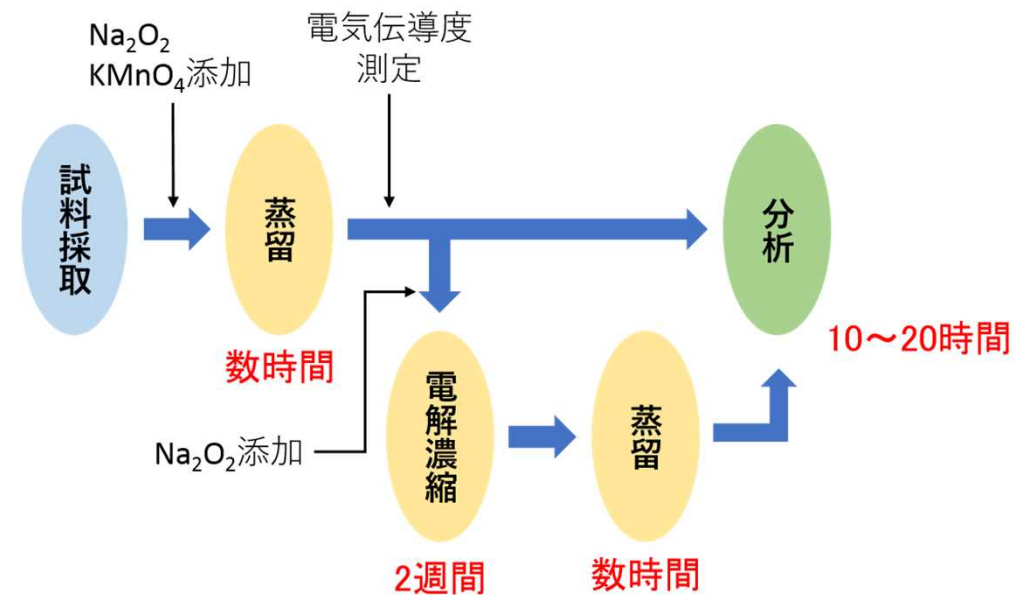 Na₂O₂
KMnO₄添加
電気伝導度
測定
試料採取
蒸留
数時間
分析
10～20時間
Na₂O₂添加
電解濃縮
2週間
蒸留
数時間